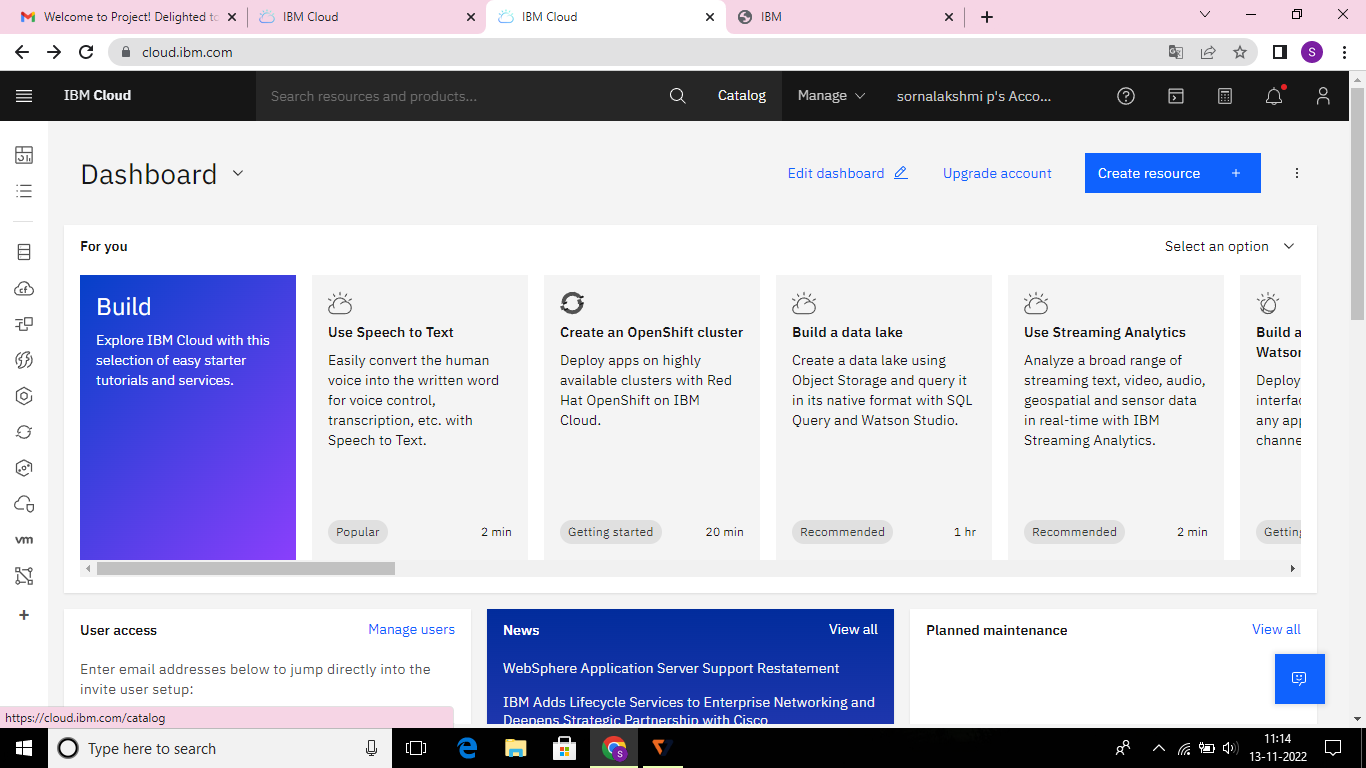 Welcome to Project! Delighted to
IBM Cloud
IBM Cloud
IBM
cloud.ibm.com
S
IBM Cloud
Search resources and products...
Catalog
Manage
sornalakshmi p's Acco...
Dashboard
Edit dashboard
Upgrade account
Create resource +
For you
Select an option
Build
Explore IBM Cloud with this
selection of easy starter
tutorials and services.
Use Speech to Text
Easily convert the human
voice into the written word
for voice control,
transcription, etc. with
Speech to Text.
Popular
2 min
Create an OpenShift cluster
Deploy apps on highly
available clusters with Red
Hat OpenShift on IBM
Cloud.
Getting started
20 min
Build a data lake
Create a data lake using
Object Storage and query it
in its native format with SQL
Query and Watson Studio.
Recommended
1 hr
Use Streaming Analytics
Analyze a broad range of
streaming text, video, audio,
geospatial and sensor data
in real-time with IBM
Streaming Analytics.
Recommended
2 min
Build a
Watson
Deploy
interfac
any app
channe
Getting
cf
vm
User access
Manage users
Enter email addresses below to jump directly into the
invite user setup:
News
View all
WebSphere Application Server Support Restatement
IBM Adds Lifecycle Services to Enterprise Networking and
Deepens Strategic Partnership with Cisco
Planned maintenance
View all
https://cloud.ibm.com/catalog
Type here to search
S
11:14
13-11-2022